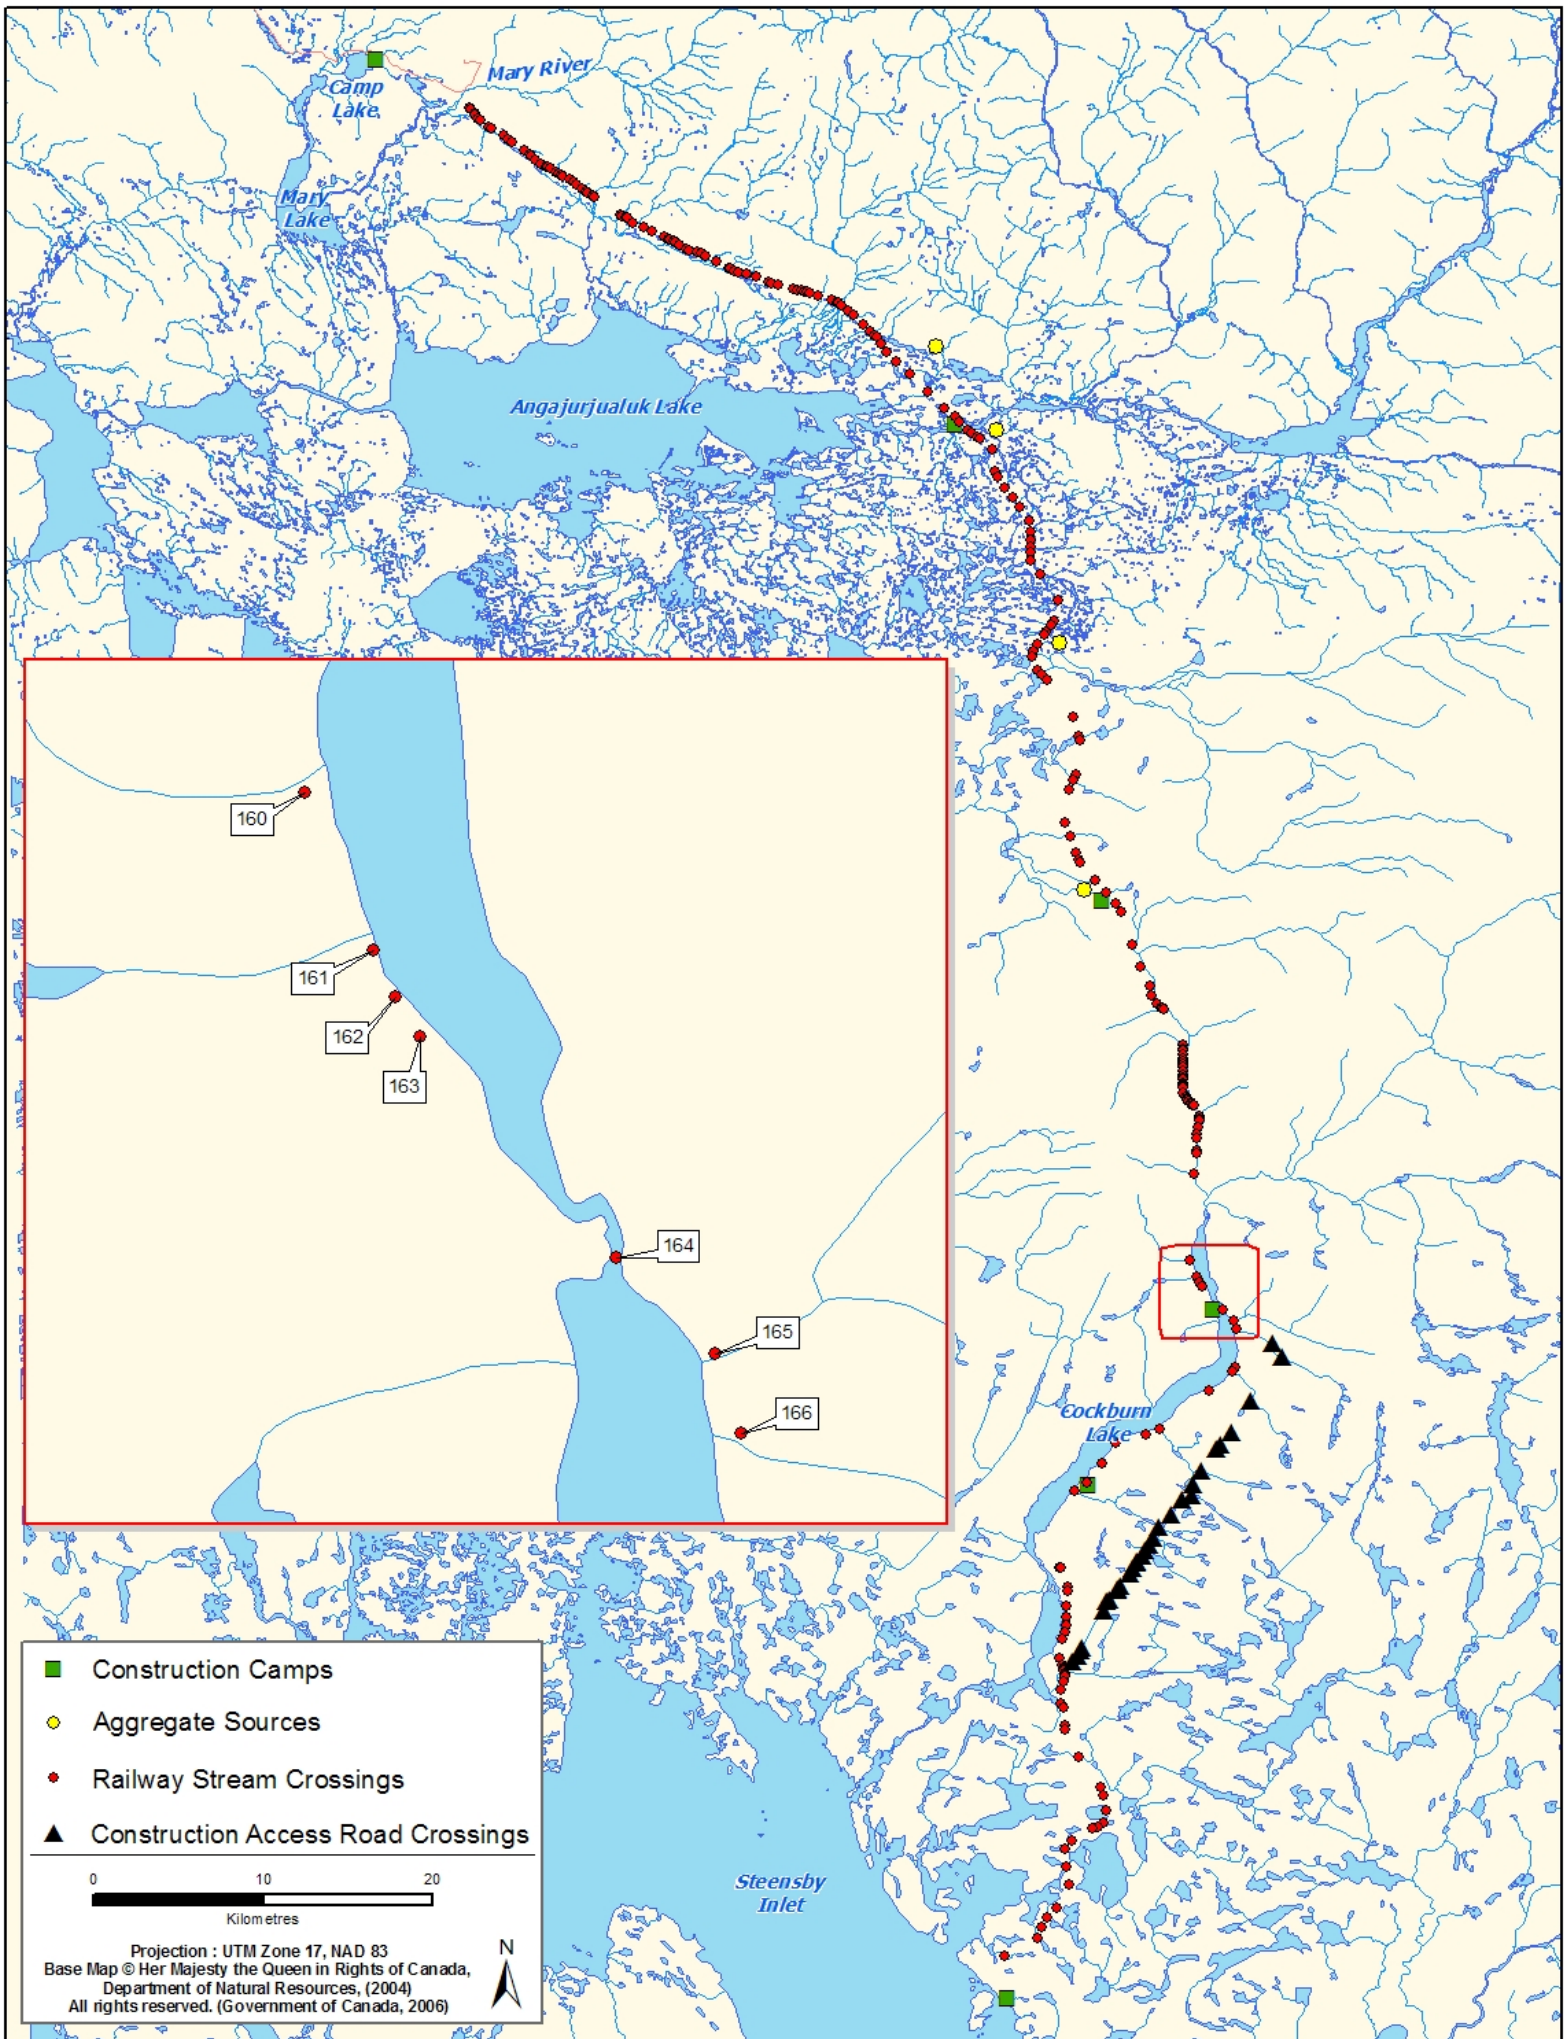 Mary River
Camp
Lake
Mary
Lake
Angajurjualuk Lake
160
161
162
163
164
165
166
Cockburn
Lake
Steensby
Inlet
Construction Camps
Aggregate Sources
Railway Stream Crossings
Construction Access Road Crossings
0 10 20
Kilometres
Projection : UTM Zone 17, NAD 83
Base Map © Her Majesty the Queen in Rights of Canada,
Department of Natural Resources, (2004)
All rights reserved. (Government of Canada, 2006)
N